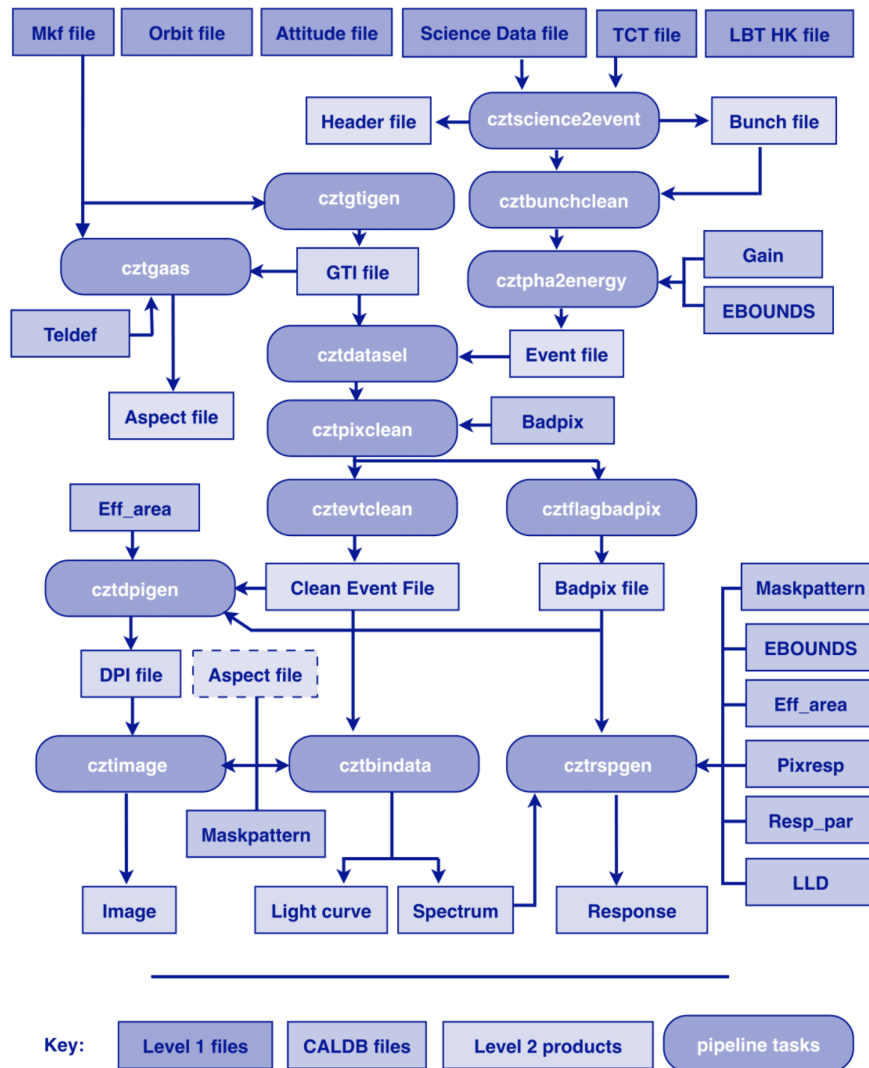 Mkf file
Orbit file
Attitude file
Science Data file
TCT file
LBT HK file
Header file
cztscience2event
Bunch file
cztgtigen
cztbunchclean
cztgaas
GTI file
cztpha2energy
Gain
EBOUNDS
Teldef
cztdatasel
Event file
Aspect file
cztpixclean
Badpix
Eff_area
cztevtclean
cztflagbadpix
cztdpigen
Clean Event File
Badpix file
Maskpattern
EBOUNDS
DPI file
Aspect file
Eff_area
cztimage
cztbindata
cztrspgen
Pixresp
Maskpattern
Resp_par
LLD
Image
Light curve
Spectrum
Response
Key:
Level 1 files
CALDB files
Level 2 products
pipeline tasks